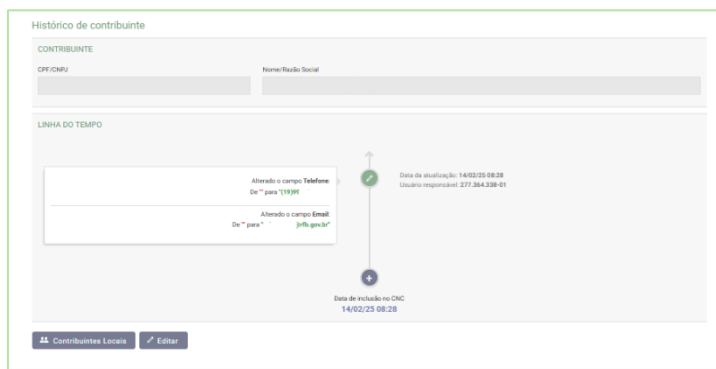 Histórico de contribuinte
CONTRIBUINTE
CPF/CNPJ
Nome/Razão Social
LINHA DO TEMPO
Alterado o campo Telefone:
De "" para "(19)9
Data da atualização: 14/02/25 08:28
Usuário responsável: 277.364.338-01
Alterado o campo Email:
De "" para " rfb.gov.br"
Data de inclusão no CNC
14/02/25 08:28
Contribuintes Locais
Editar